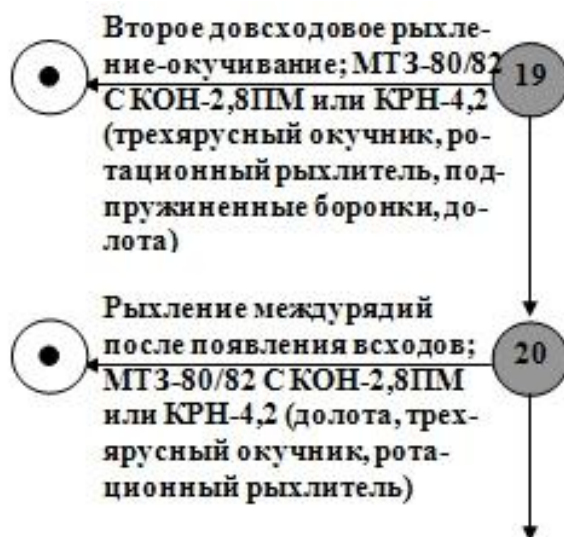 Второе довсходовое рыхле-
ние-окучивание; МТЗ-80/82
19
С КОН-2,8ПМ или КРН-4,2
(трехярусный окучник, ро-
тационный рыхлитель, под-
пружиненные боронки, до-
лота)
Рыхление междурядий
после появления всходов;
20
МТЗ-80/82 С КОН-2,8ПМ
или КРН-4,2 (долота, трех-
ярусный окучник, рота-
ционный рыхлитель)